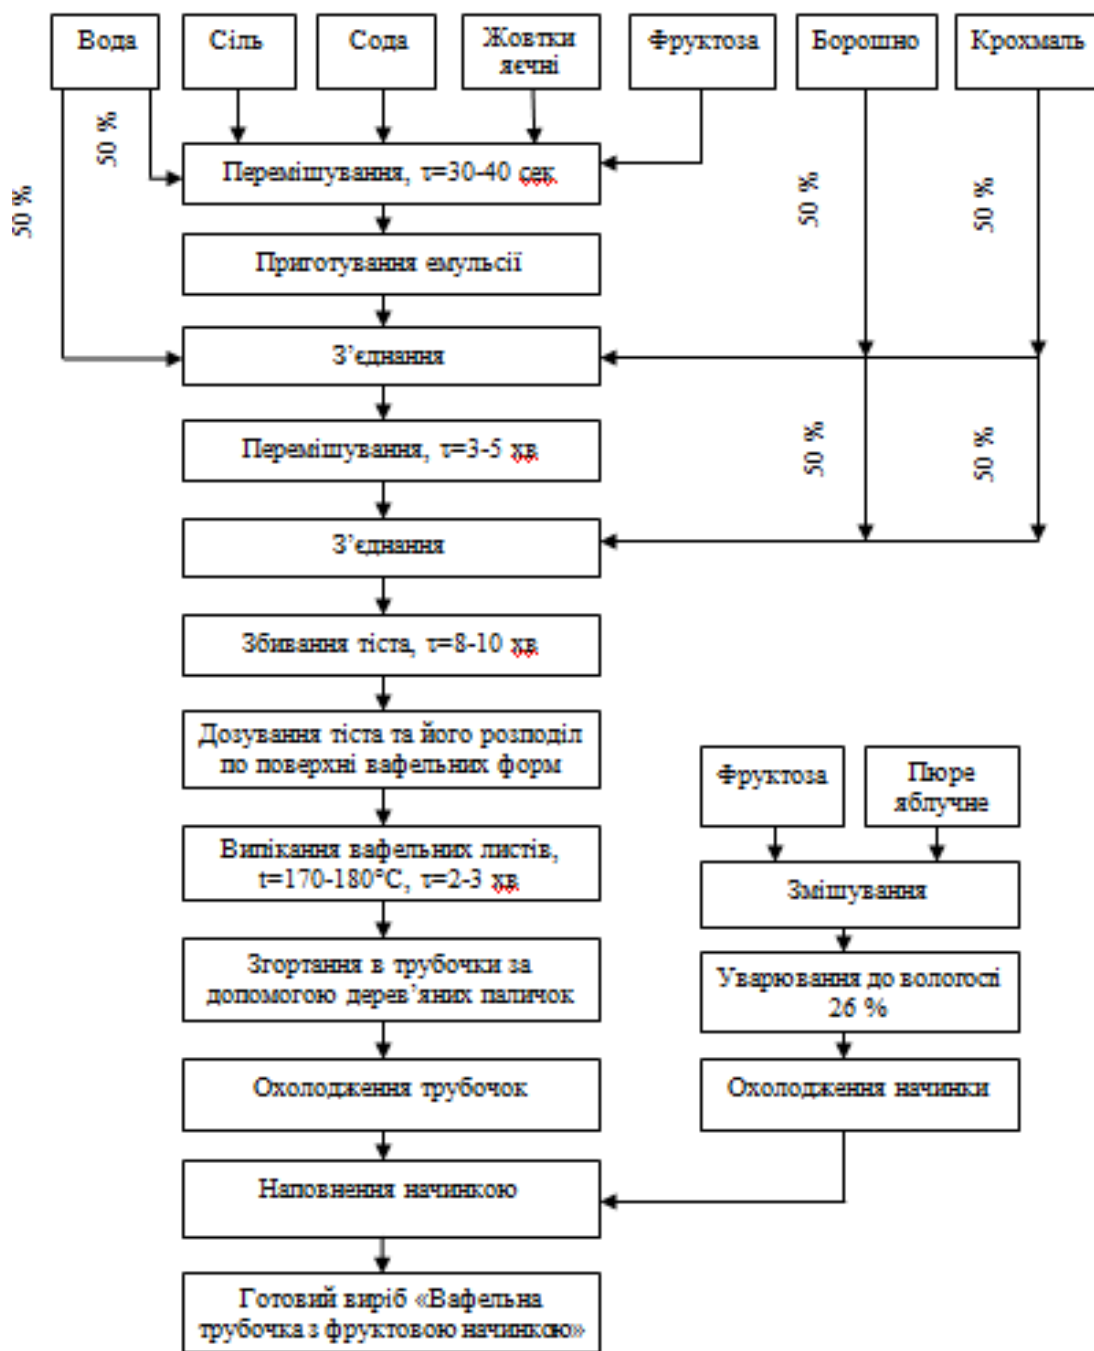 Вода
Сіль
Сода
Жовтки
яєчні
Фруктоза
Борошно
Крохмаль
50 %
50 %
50 %
50 %
Перемішування, τ=30-40 сек
Приготування емульсії
З’єднання
Перемішування, τ=3-5 хв
50 %
50 %
З’єднання
Збивання тіста, τ=8-10 хв
Дозування тіста та його розподіл
по поверхні вафельних форм
Фруктоза
Пюре
яблучне
Випікання вафельних листів,
t=170-180°С, τ=2-3 хв
Змішування
Згортання в трубочки за
допомогою дерев’яних паличок
Уварювання до вологості
26 %
Охолодження трубочок
Охолодження начинки
Наповнення начинкою
Готовий виріб «Вафельна
трубочка з фруктовою начинкою»